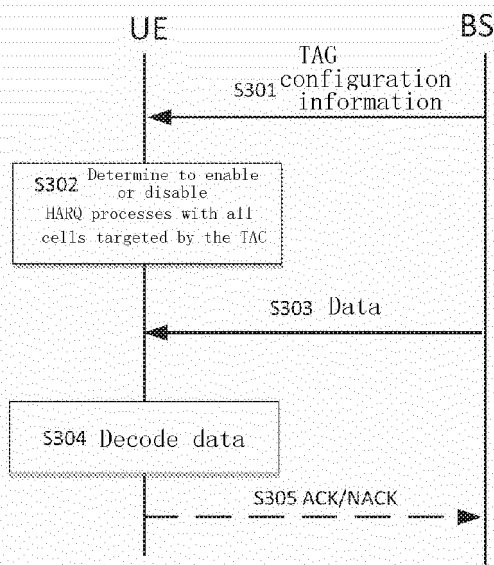 UE
BS
TAG
S301 configuration
information
S302 Determine to enable
or disable
HARQ processes with all
cells targeted by the TAC
S303 Data
S304 Decode data
S305 ACK/NACK